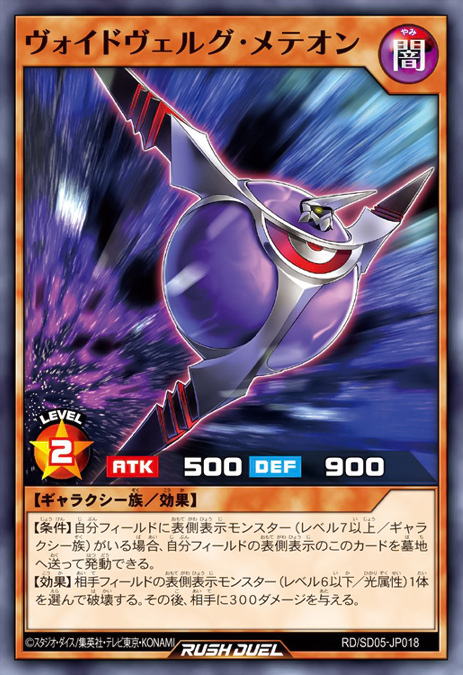 ヴォイドヴェルグ・メテオン
やみ
闇
LEVEL
2
ATK 500 DEF 900
【ギャラクシー族／効果】
【条件】自分フィールドに表側表示モンスター（レベル7以上／ギャラ
クシー族）がいる場合、自分フィールドの表側表示のこのカードを墓地
へ送って発動できる。
【効果】相手フィールドの表側表示モンスター（レベル6以下／光属性）1体
を選んで破壊する。その後、相手に300ダメージを与える。
©スタジオ・ダイス/集英社・テレビ東京・KONAMI
RUSH DUEL
RD/SD05-JP018